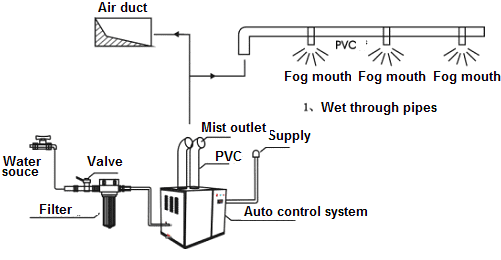 Air duct
PVC
Fog mouth Fog mouth Fog mouth
1、 Wet through pipes
Mist outlet
Supply
Water
souce
Valve
PVC
Filter
Auto control system